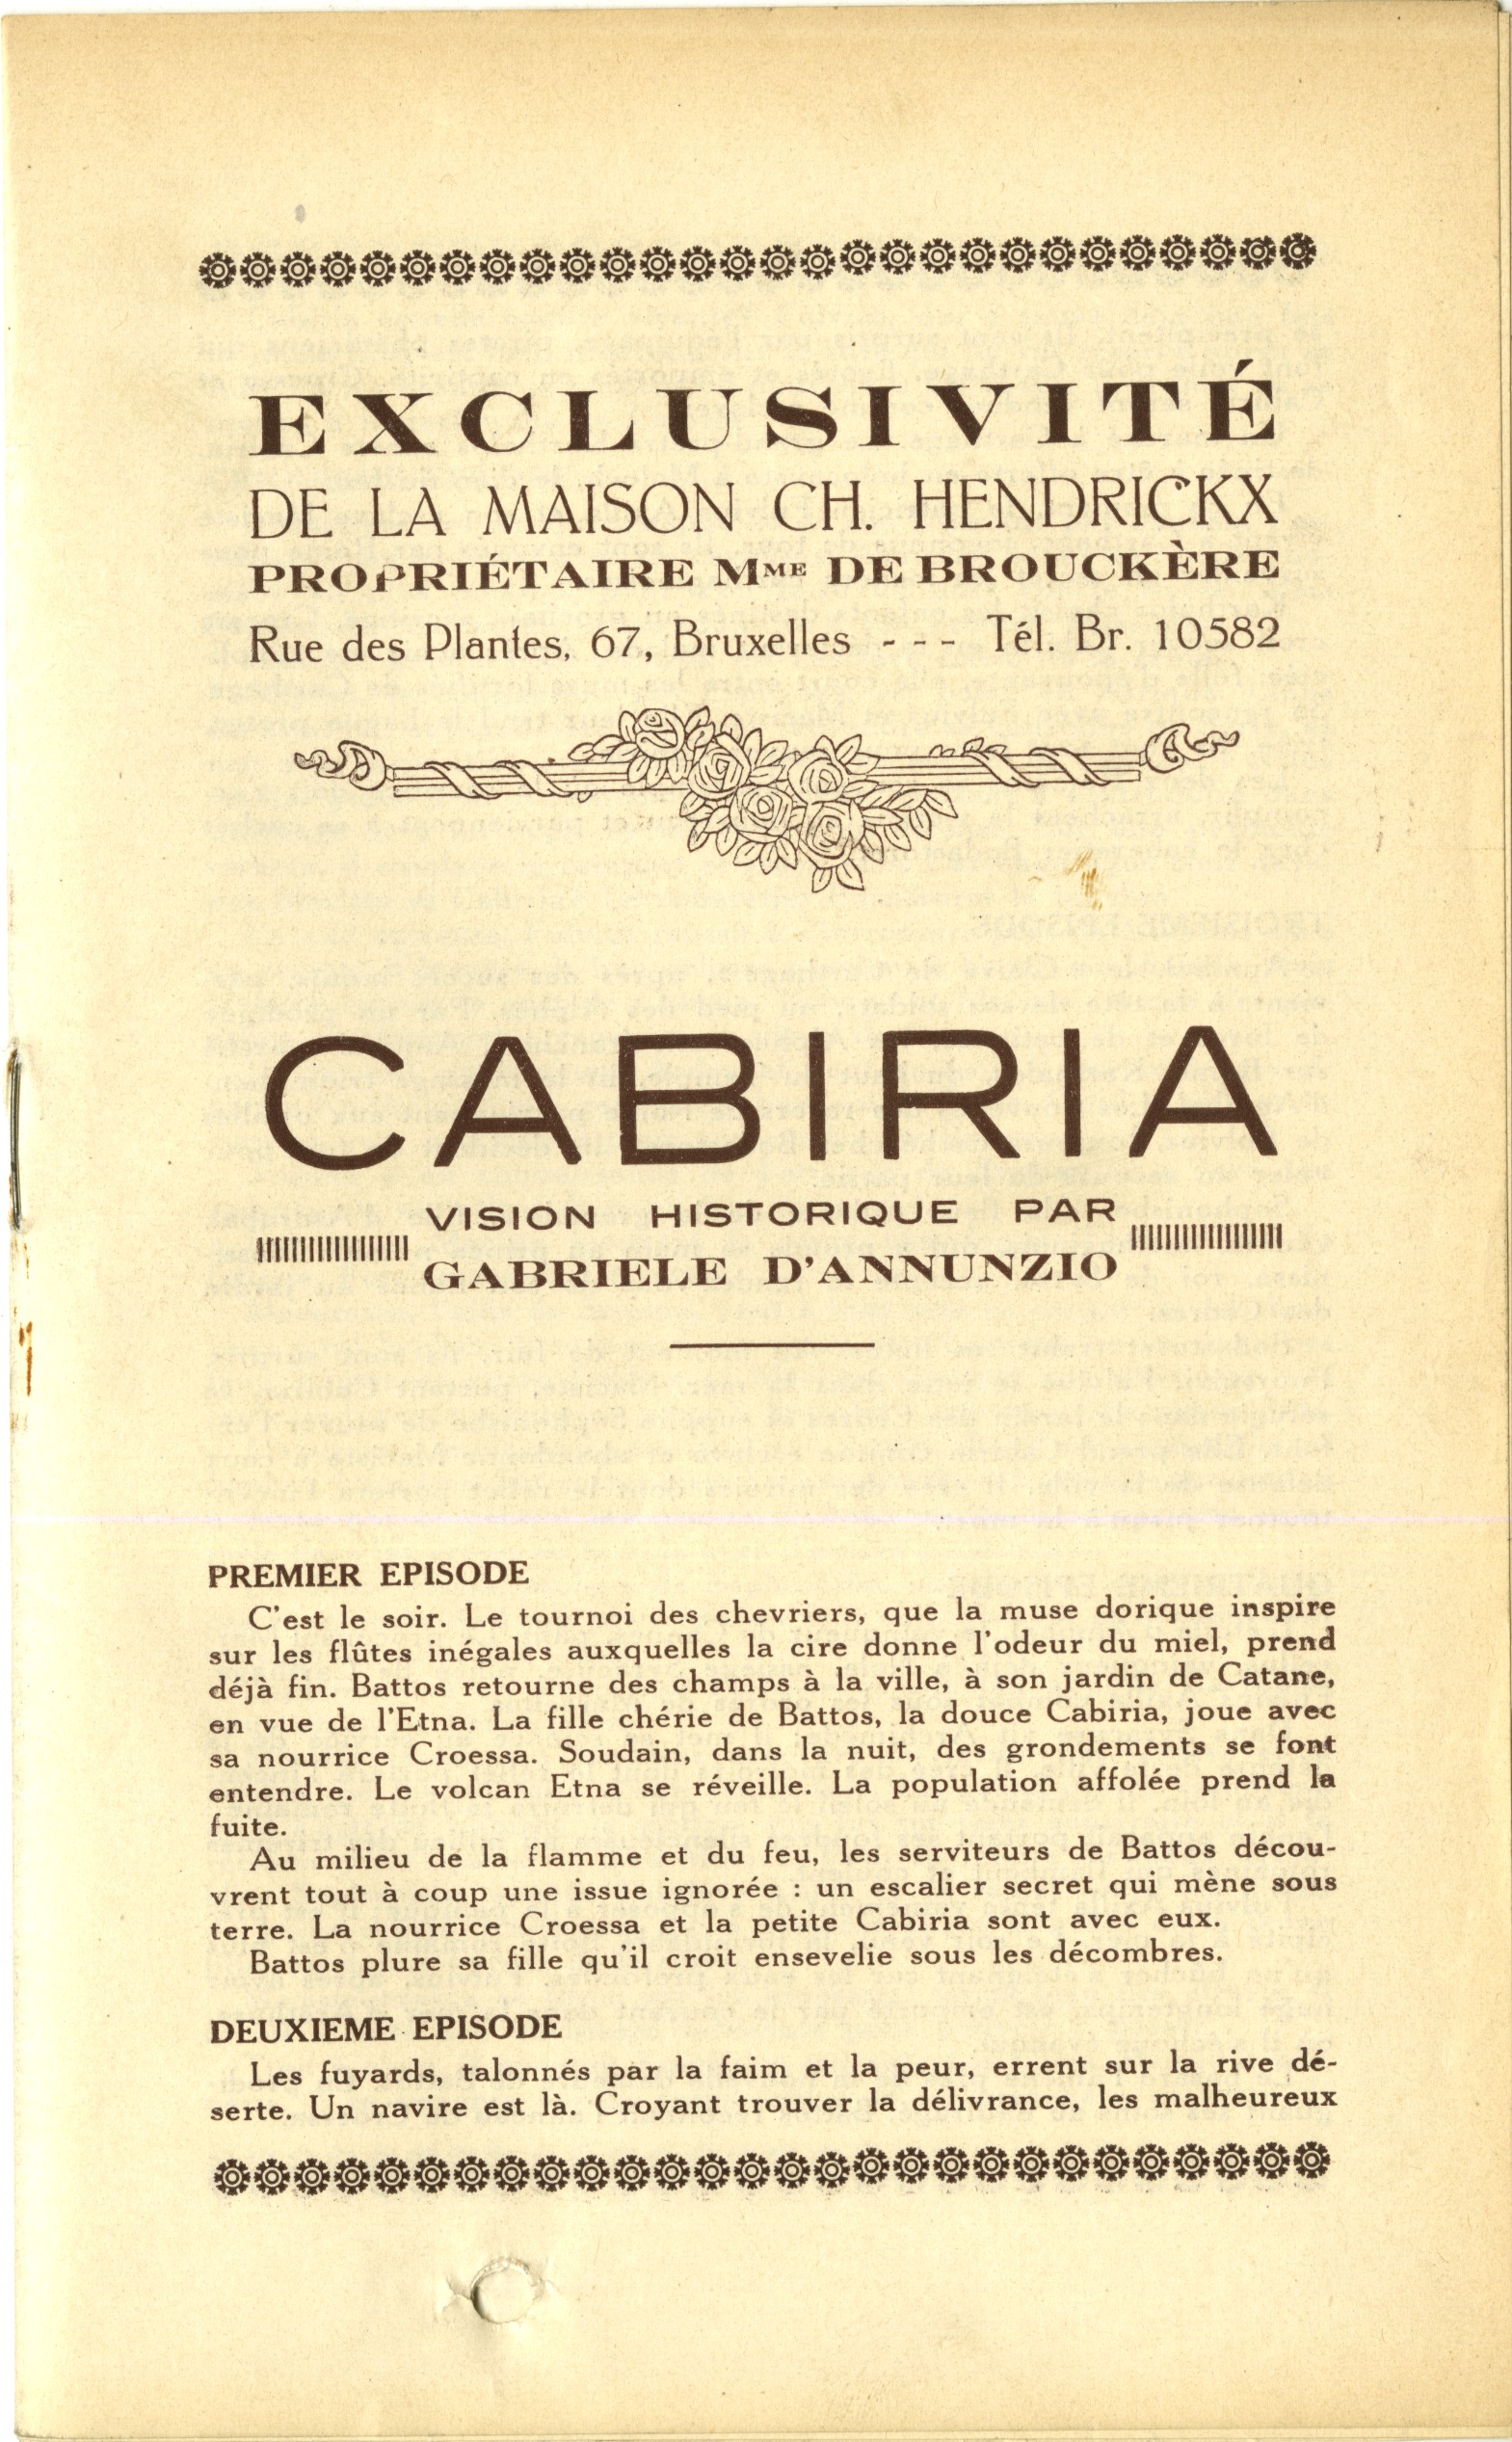 EXCLUSIVITÉ
DE LA MAISON CH. HENDRICKX
PROPRIÉTAIRE MME DE BROUCKÈRE
Rue des Plantes, 67, Bruxelles - - - Tél. Br. 10582
CABIRIA
VISION HISTORIQUE PAR
GABRIELE D'ANNUNZIO
PREMIER EPISODE
C'est le soir. Le tournoi des chevriers, que la muse dorique inspire
sur les flûtes inégales auxquelles la cire donne l'odeur du miel, prend
déjà fin. Battos retourne des champs à la ville, à son jardin de Catane,
en vue de l'Etna. La fille chérie de Battos, la douce Cabiria, joue avec
sa nourrice Croessa. Soudain, dans la nuit, des grondements se font
entendre. Le volcan Etna se réveille. La population affolée prend la
fuite.
Au milieu de la flamme et du feu, les serviteurs de Battos décou-
vrent tout à coup une issue ignorée : un escalier secret qui mène sous
terre. La nourrice Croessa et la petite Cabiria sont avec eux.
Battos plure sa fille qu'il croit ensevelie sous les décombres.
DEUXIEME EPISODE
Les fuyards, talonnés par la faim et la peur, errent sur la rive dé-
serte. Un navire est là. Croyant trouver la délivrance, les malheureux